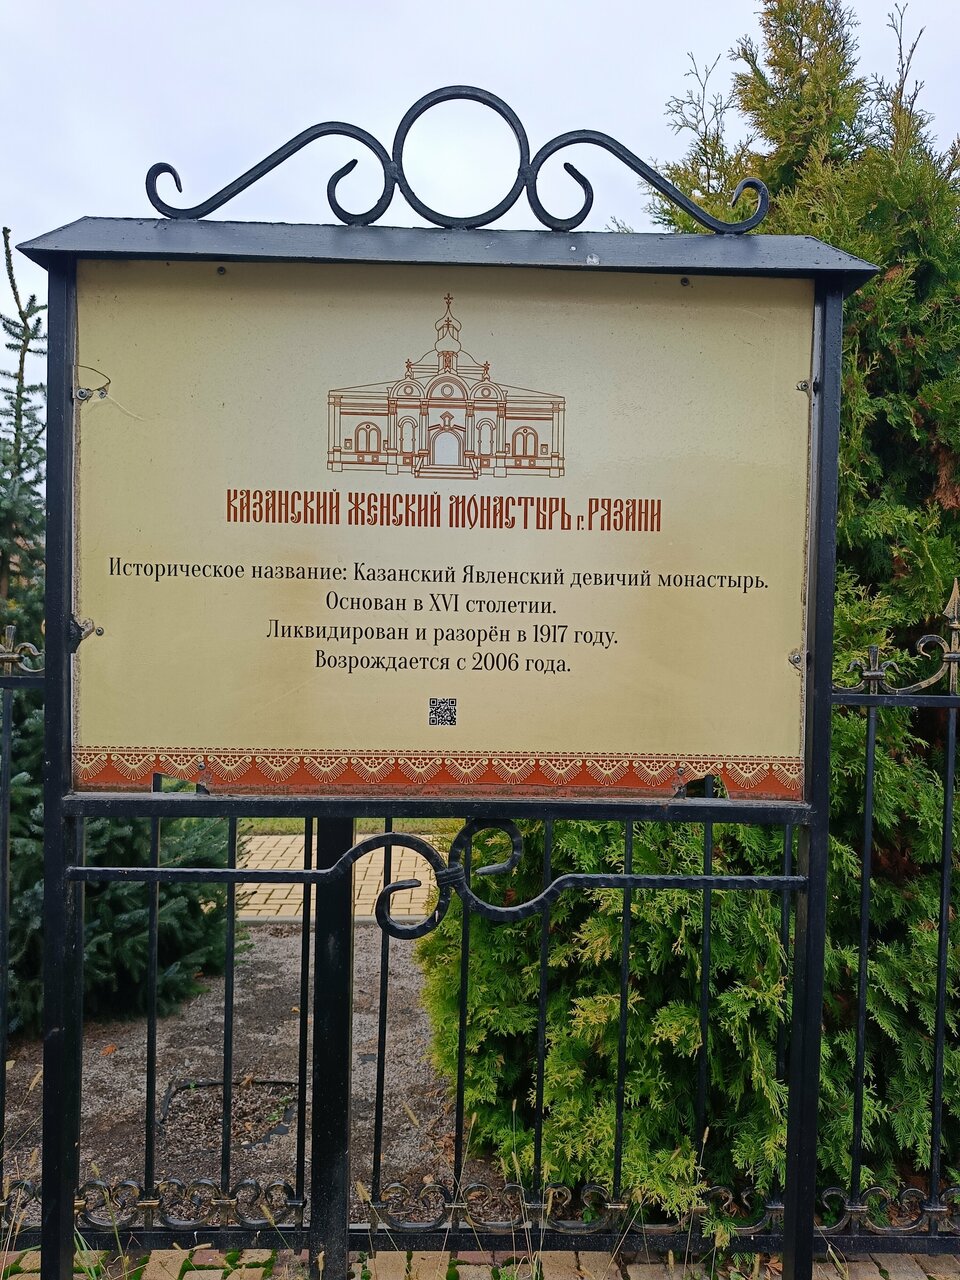 КАЗАНСКИЙ ЖЕНСКИЙ МОНАСТЫРЬ г. РЯЗАНИ
Историческое название: Казанский Явленский девичий монастырь.
Основан в XVI столетии.
Ликвидирован и разорён в 1917 году.
Возрождается с 2006 года.